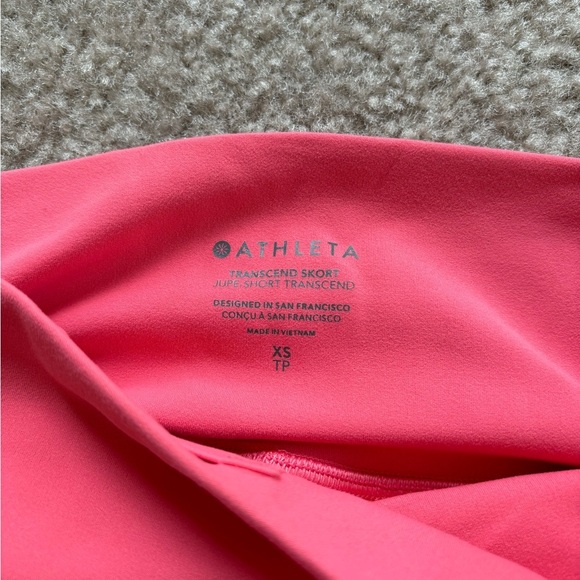 ATHLETA
TRANSCEND SKORT
JUPE-SHORT TRANSCEND
DESIGNED IN SAN FRANCISCO
CONÇU À SAN FRANCISCO
MADE IN VIETNAM
XS
TP